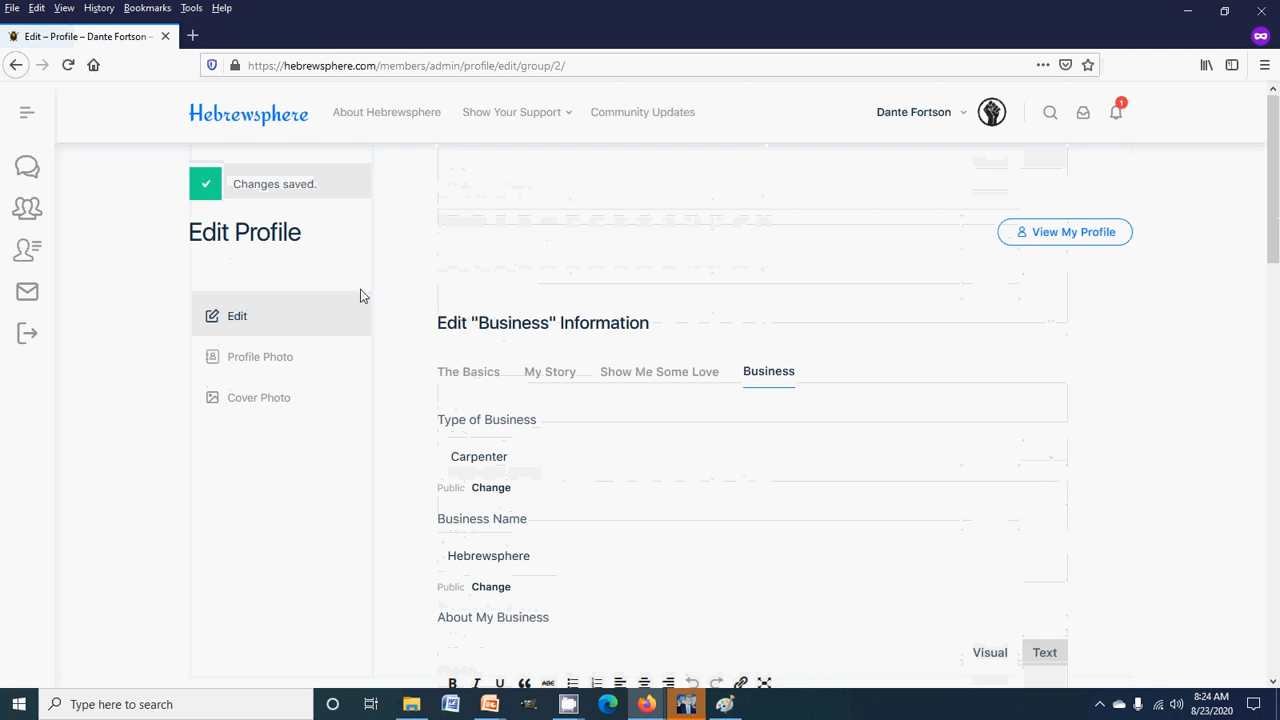 File Edit View History Bookmarks Tools Help
Edit – Profile – Dante Fortson –
https://hebrewsphere.com/members/admin/profile/edit/group/2/
Hebrewsphere
About Hebrewsphere
Show Your Support
Community Updates
Dante Fortson
1
Changes saved.
Edit Profile
View My Profile
Edit
Profile Photo
Cover Photo
Edit "Business" Information
The Basics
My Story
Show Me Some Love
Business
Type of Business
Carpenter
Public Change
Business Name
Hebrewsphere
Public Change
About My Business
Visual
Text
B I U ABC
Type here to search
8:24 AM
8/23/2020